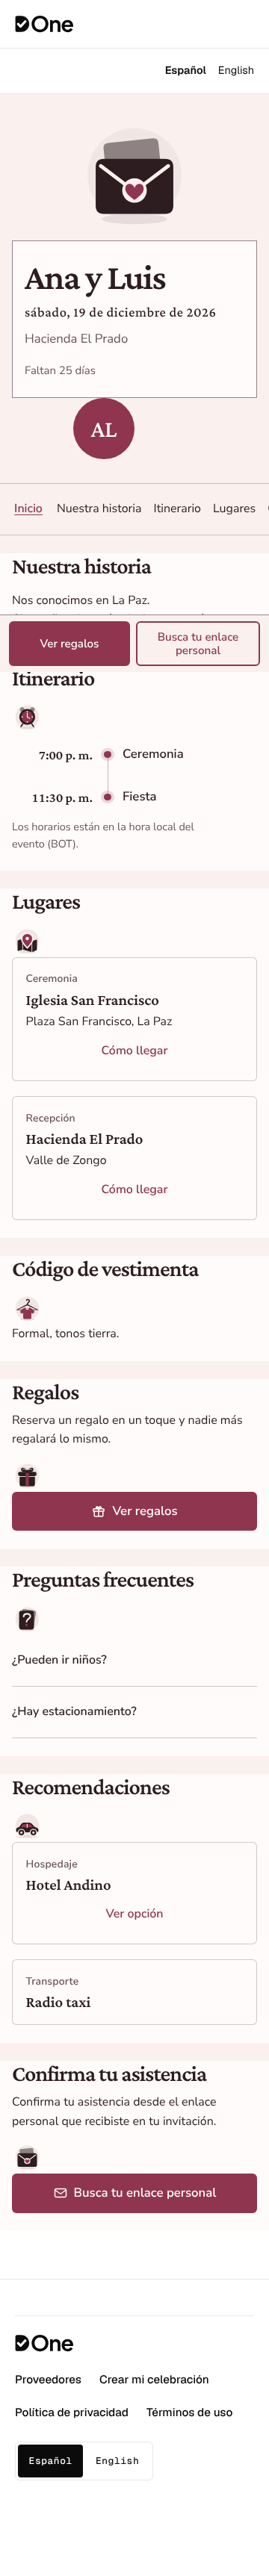 One
Español English
Ana y Luis
sábado, 19 de diciembre de 2026
Hacienda El Prado
Faltan 25 días
AL
Inicio Nuestra historia Itinerario Lugares
Nuestra historia
Nos conocimos en La Paz.
Ver regalos
Busca tu enlace
personal
Itinerario
7:00 p. m. Ceremonia
11:30 p. m. Fiesta
Los horarios están en la hora local del
evento (BOT).
Lugares
Ceremonia
Iglesia San Francisco
Plaza San Francisco, La Paz
Cómo llegar
Recepción
Hacienda El Prado
Valle de Zongo
Cómo llegar
Código de vestimenta
Formal, tonos tierra.
Regalos
Reserva un regalo en un toque y nadie más
regalará lo mismo.
Ver regalos
Preguntas frecuentes
¿Pueden ir niños?
¿Hay estacionamiento?
Recomendaciones
Hospedaje
Hotel Andino
Ver opción
Transporte
Radio taxi
Confirma tu asistencia
Confirma tu asistencia desde el enlace
personal que recibiste en tu invitación.
Busca tu enlace personal
One
Proveedores Crear mi celebración
Política de privacidad Términos de uso
Español English